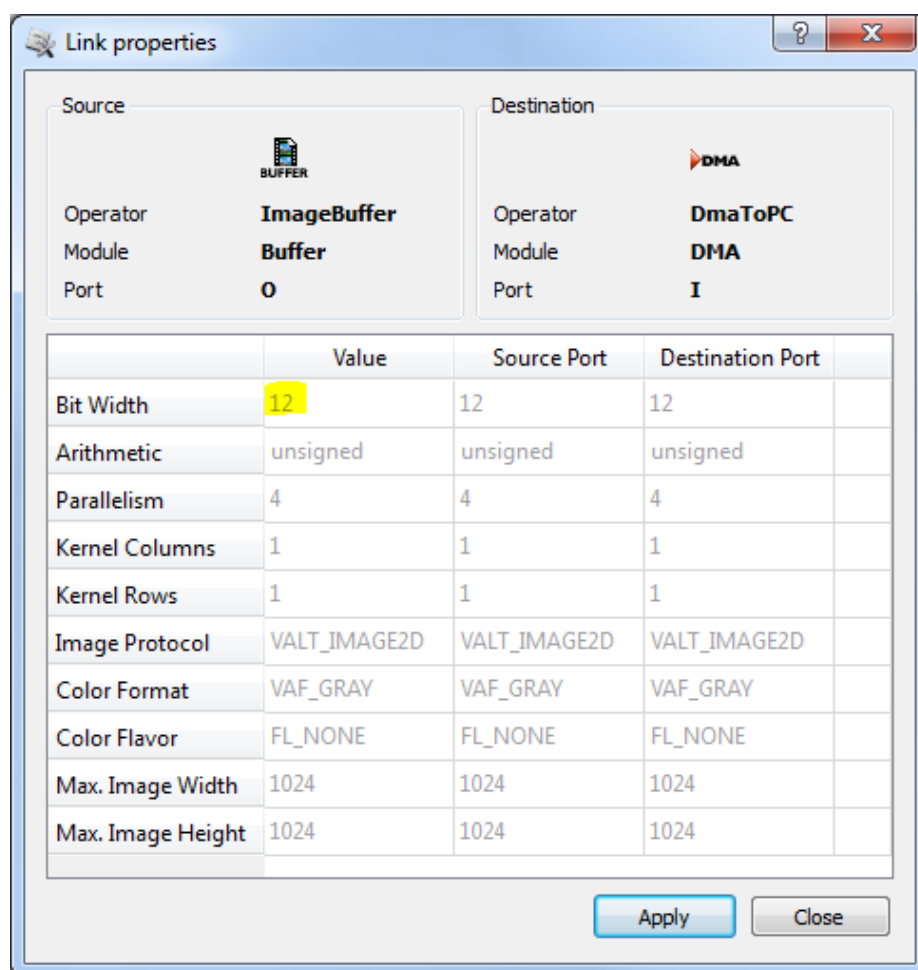 Link properties
Source
Destination
BUFFER
DMA
Operator ImageBuffer Operator DmaToPC
Module Buffer Module DMA
Port O Port I
Value Source Port Destination Port
Bit Width 12 12 12
Arithmetic unsigned unsigned unsigned
Parallelism 4 4 4
Kernel Columns 1 1 1
Kernel Rows 1 1 1
Image Protocol VALT_IMAGE2D VALT_IMAGE2D VALT_IMAGE2D
Color Format VAF_GRAY VAF_GRAY VAF_GRAY
Color Flavor FL_NONE FL_NONE FL_NONE
Max. Image Width 1024 1024 1024
Max. Image Height 1024 1024 1024
Apply Close